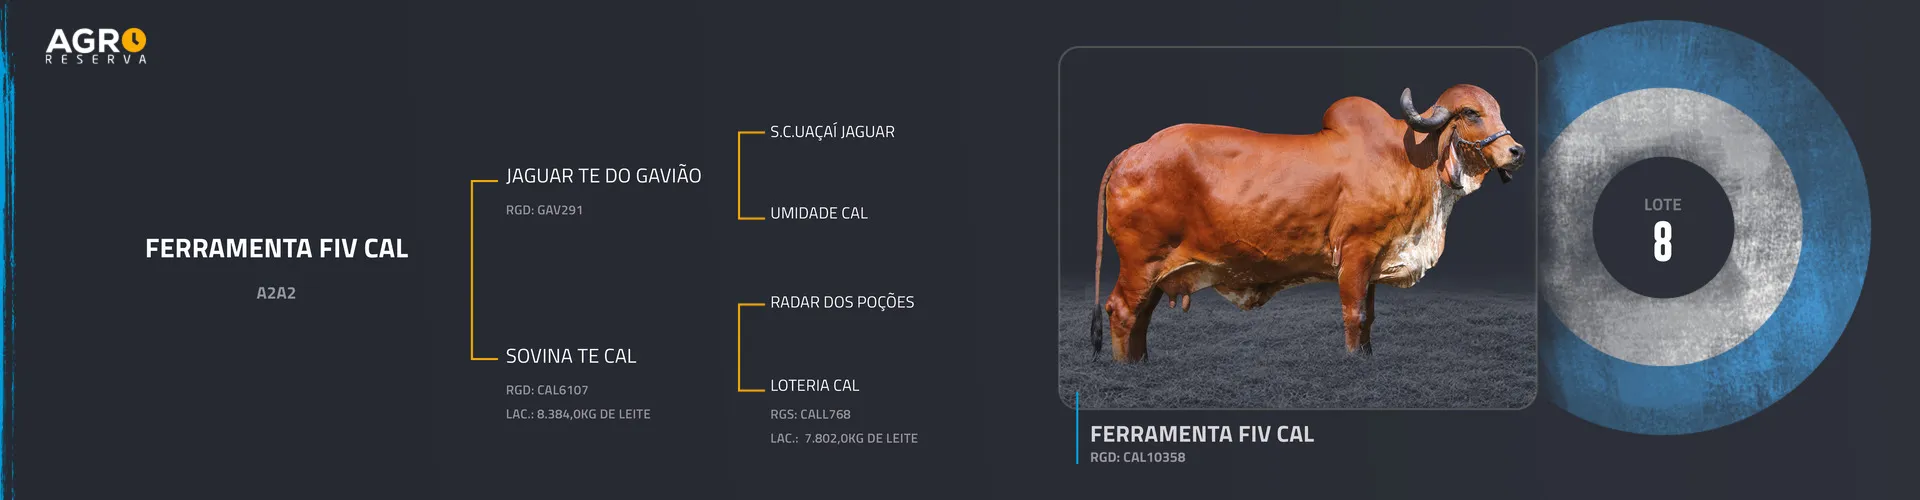 AGRO
RESERVA
FERRAMENTA FIV CAL
A2A2
JAGUAR TE DO GAVIÃO
RGD: GAV291
SOVINA TE CAL
RGD: CAL6107
LAC.: 8.384,0KG DE LEITE
S.C.UAÇAÍ JAGUAR
UMIDADE CAL
RADAR DOS POÇÕES
LOTERIA CAL
RGS: CALL768
LAC.: 7.802,0KG DE LEITE
FERRAMENTA FIV CAL
RGD: CAL10358
LOTE
8